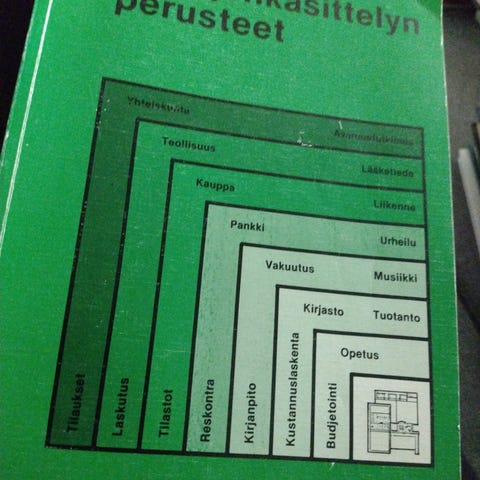 perusteet
Yhteiskunta Avaruustutkimus
Teollisuus Lääketiede
Kauppa Liikenne
Pankki Urheilu
Vakuutus Musiikki
Kirjasto Tuotanto
Opetus
Tilaukset
Laskutus
Tilastot
Reskontra
Kirjanpito
Kustannuslaskenta
Budjetointi